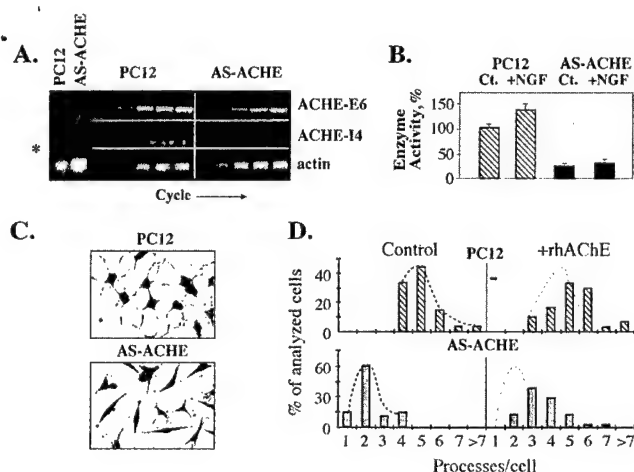 A.
PC12
AS-ACHE
PC12
AS-ACHE
ACHE-E6
ACHE-I4
actin
*
Cycle
B.
PC12 AS-ACHE
Ct. +NGF Ct. +NGF
Enzyme
Activity, %
150
100
50
0
C.
PC12
AS-ACHE
D.
Control PC12 +rhAChE
% of analyzed cells
40
20
0
AS-ACHE
60
30
0
1 2 3 4 5 6 7 >7 1 2 3 4 5 6 7 >7
Processes/cell